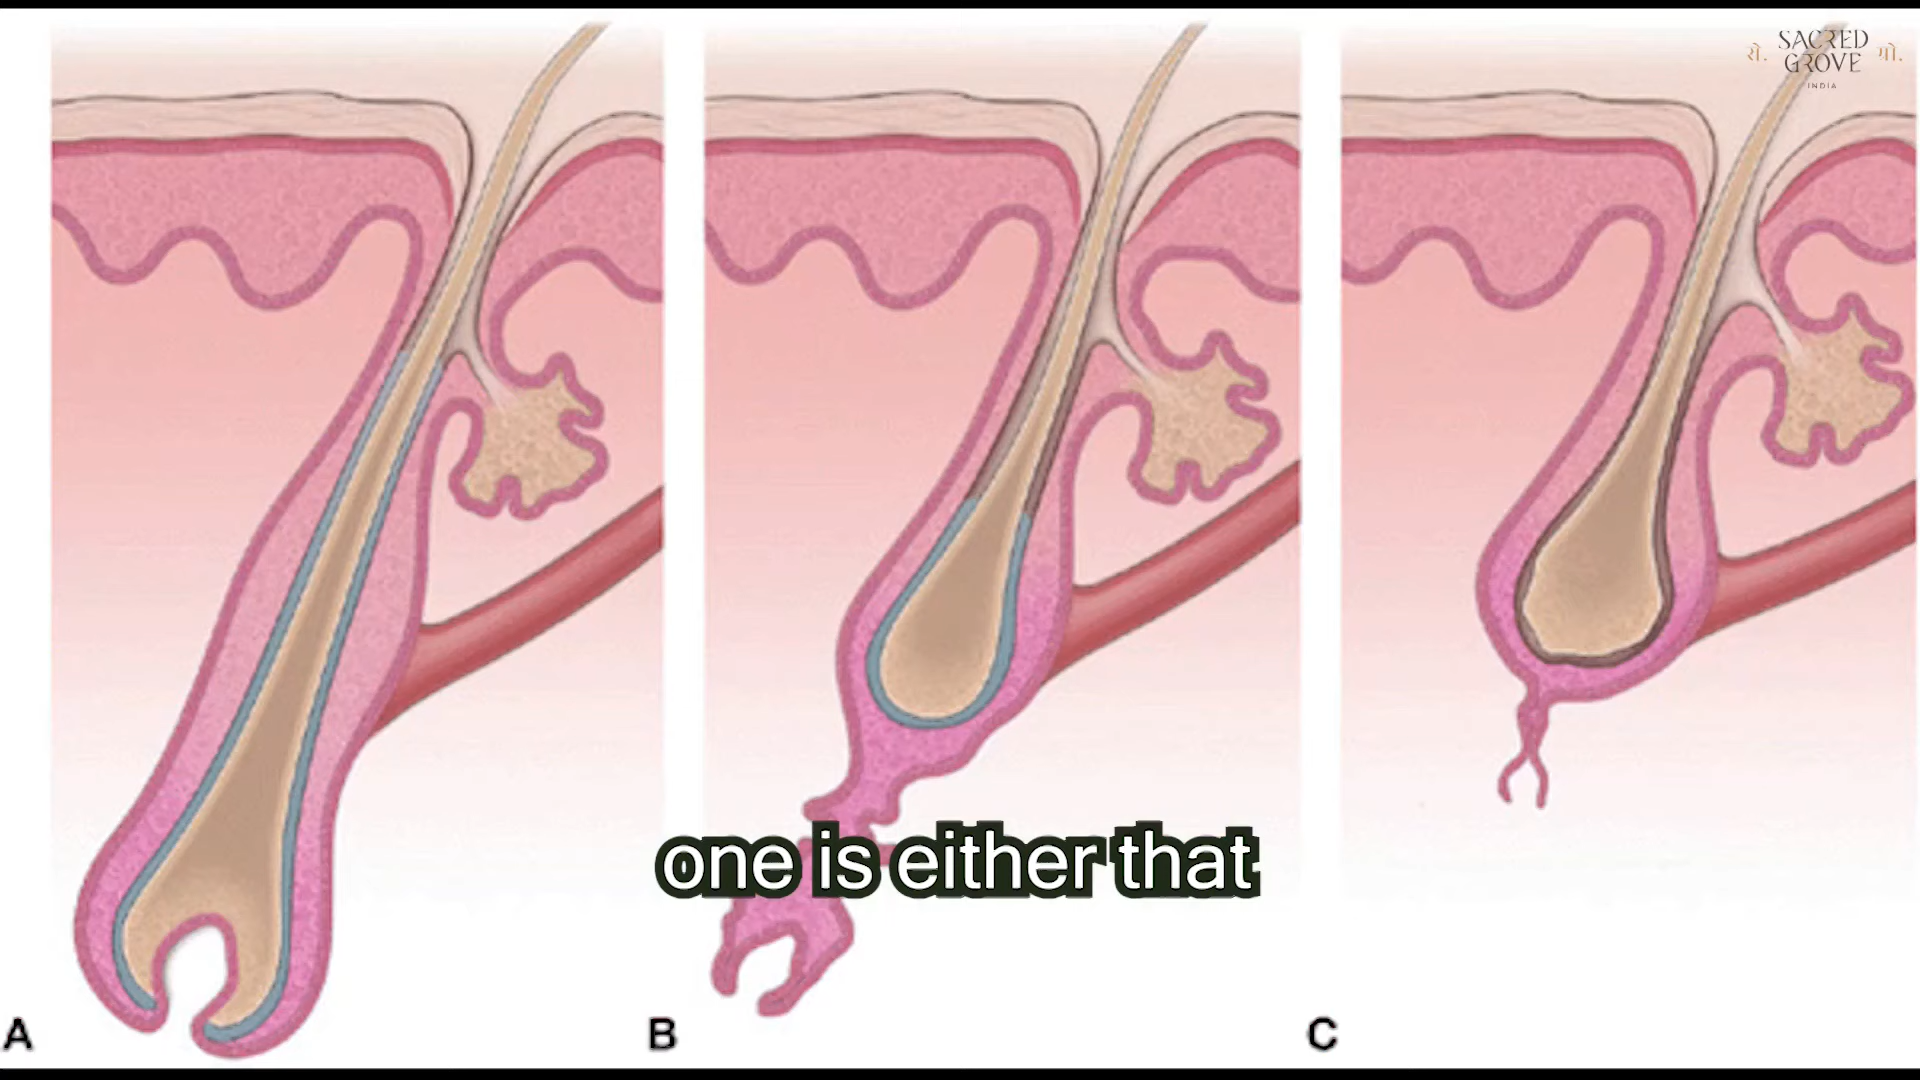 से. SACRED GROVE गो.
INDIA
one is either that
A B C